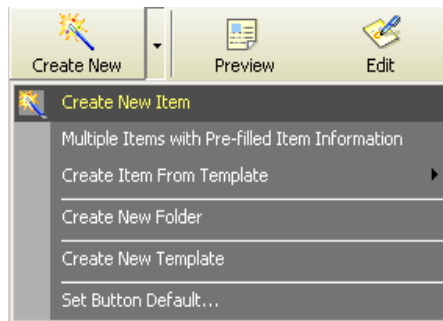 Create New
Preview
Edit
Create New Item
Multiple Items with Pre-filled Item Information
Create Item From Template
Create New Folder
Create New Template
Set Button Default...